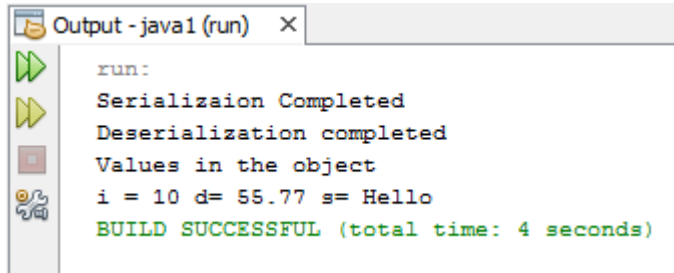 Output - java1 (run)
run:
Serializaion Completed
Deserialization completed
Values in the object
i = 10 d= 55.77 s= Hello
BUILD SUCCESSFUL (total time: 4 seconds)